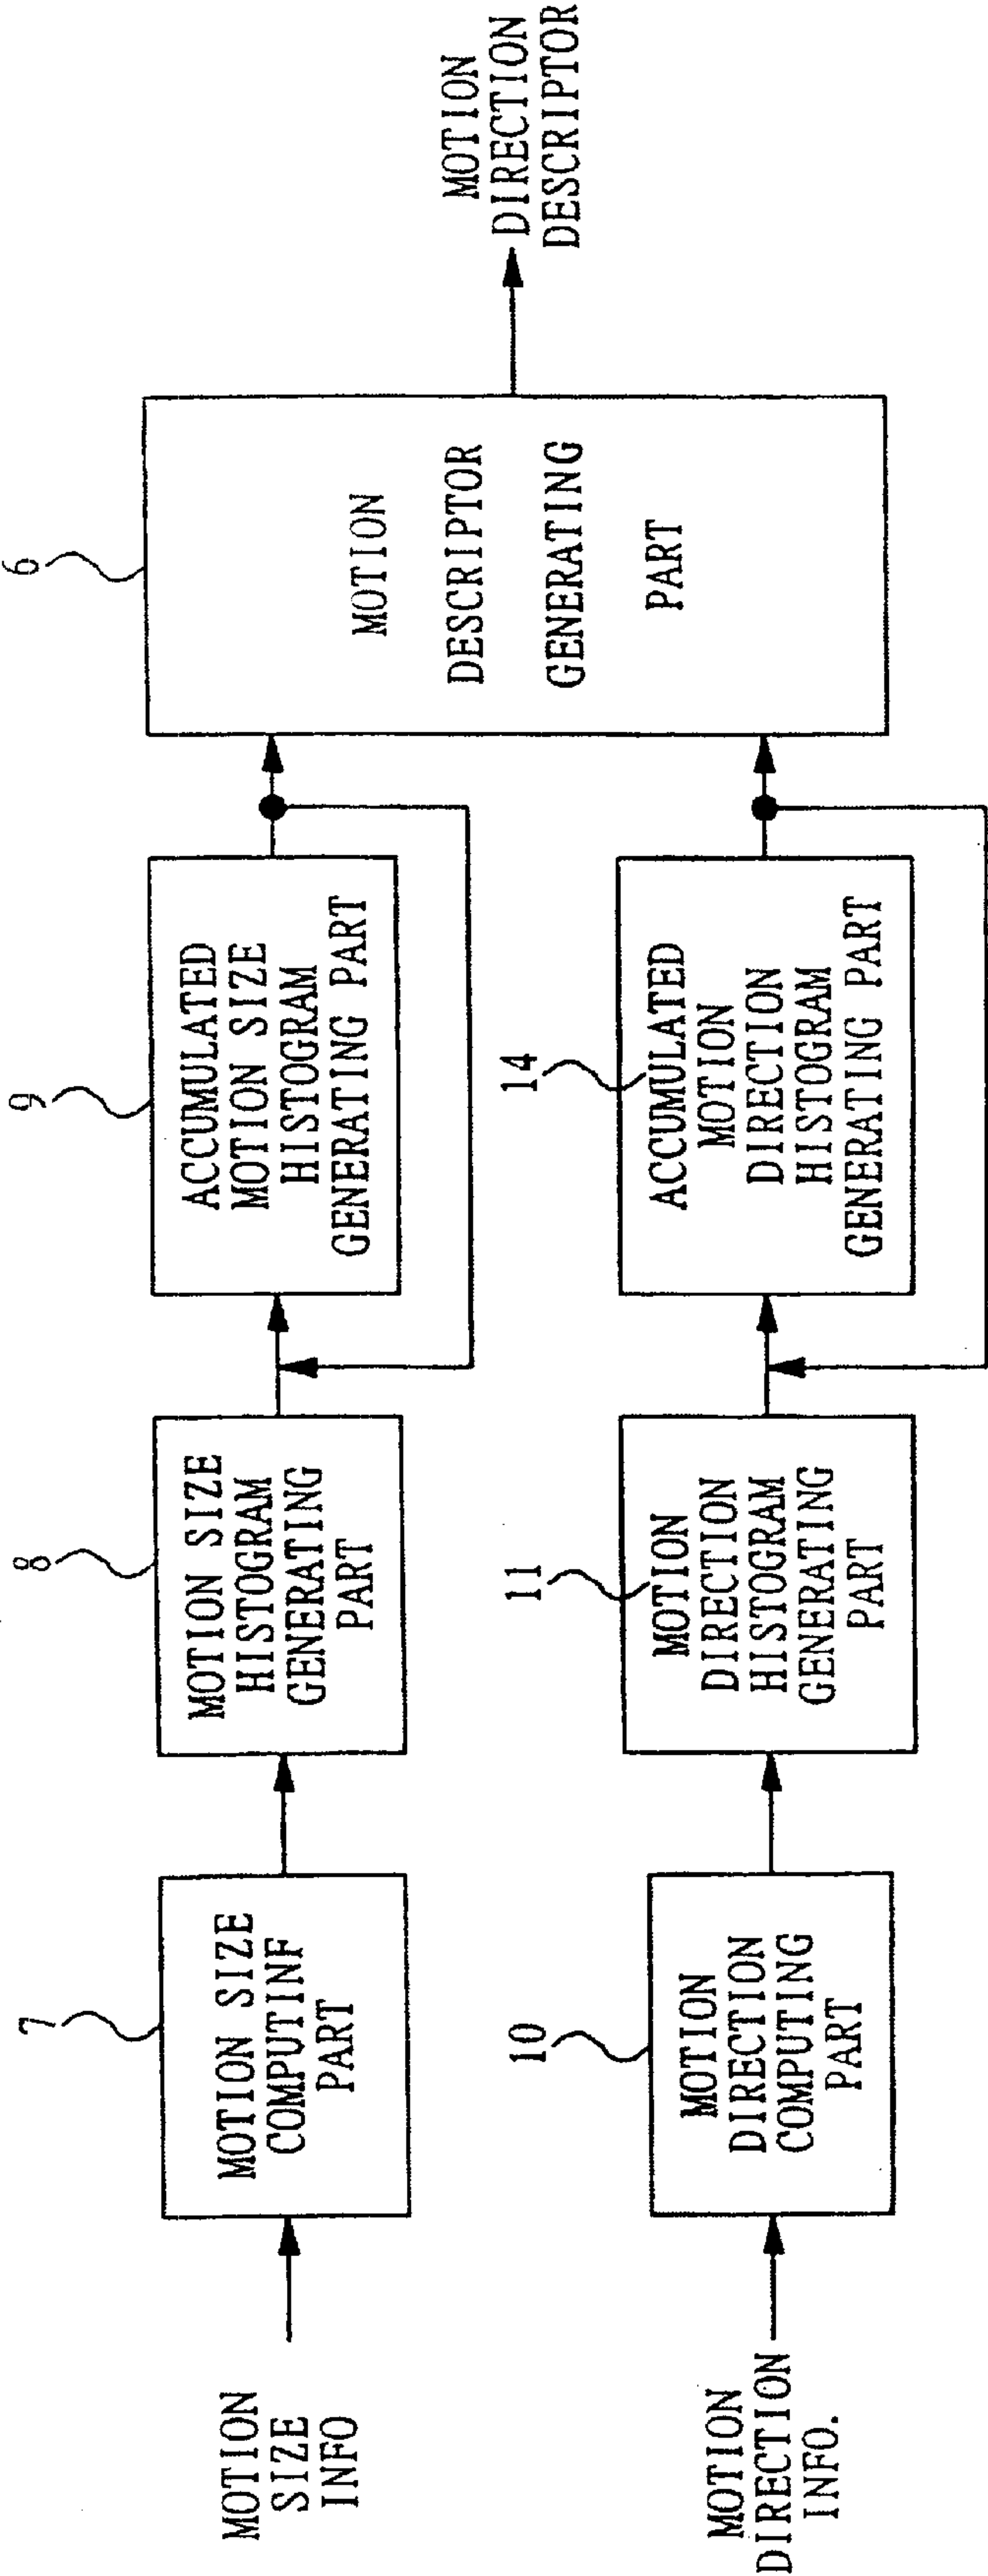 MOTION
SIZE
INFO
7
MOTION SIZE
COMPUTINF
PART
8
MOTION SIZE
HISTOGRAM
GENERATING
PART
9
ACCUMULATED
MOTION SIZE
HISTOGRAM
GENERATING PART
6
MOTION
DESCRIPTOR
GENERATING
PART
MOTION
DIRECTION
DESCRIPTOR
MOTION
DIRECTION
INFO.
10
MOTION
DIRECTION
COMPUTING
PART
11
MOTION
DIRECTION
HISTOGRAM
GENERATING
PART
14
ACCUMULATED
MOTION
DIRECTION
HISTOGRAM
GENERATING PART